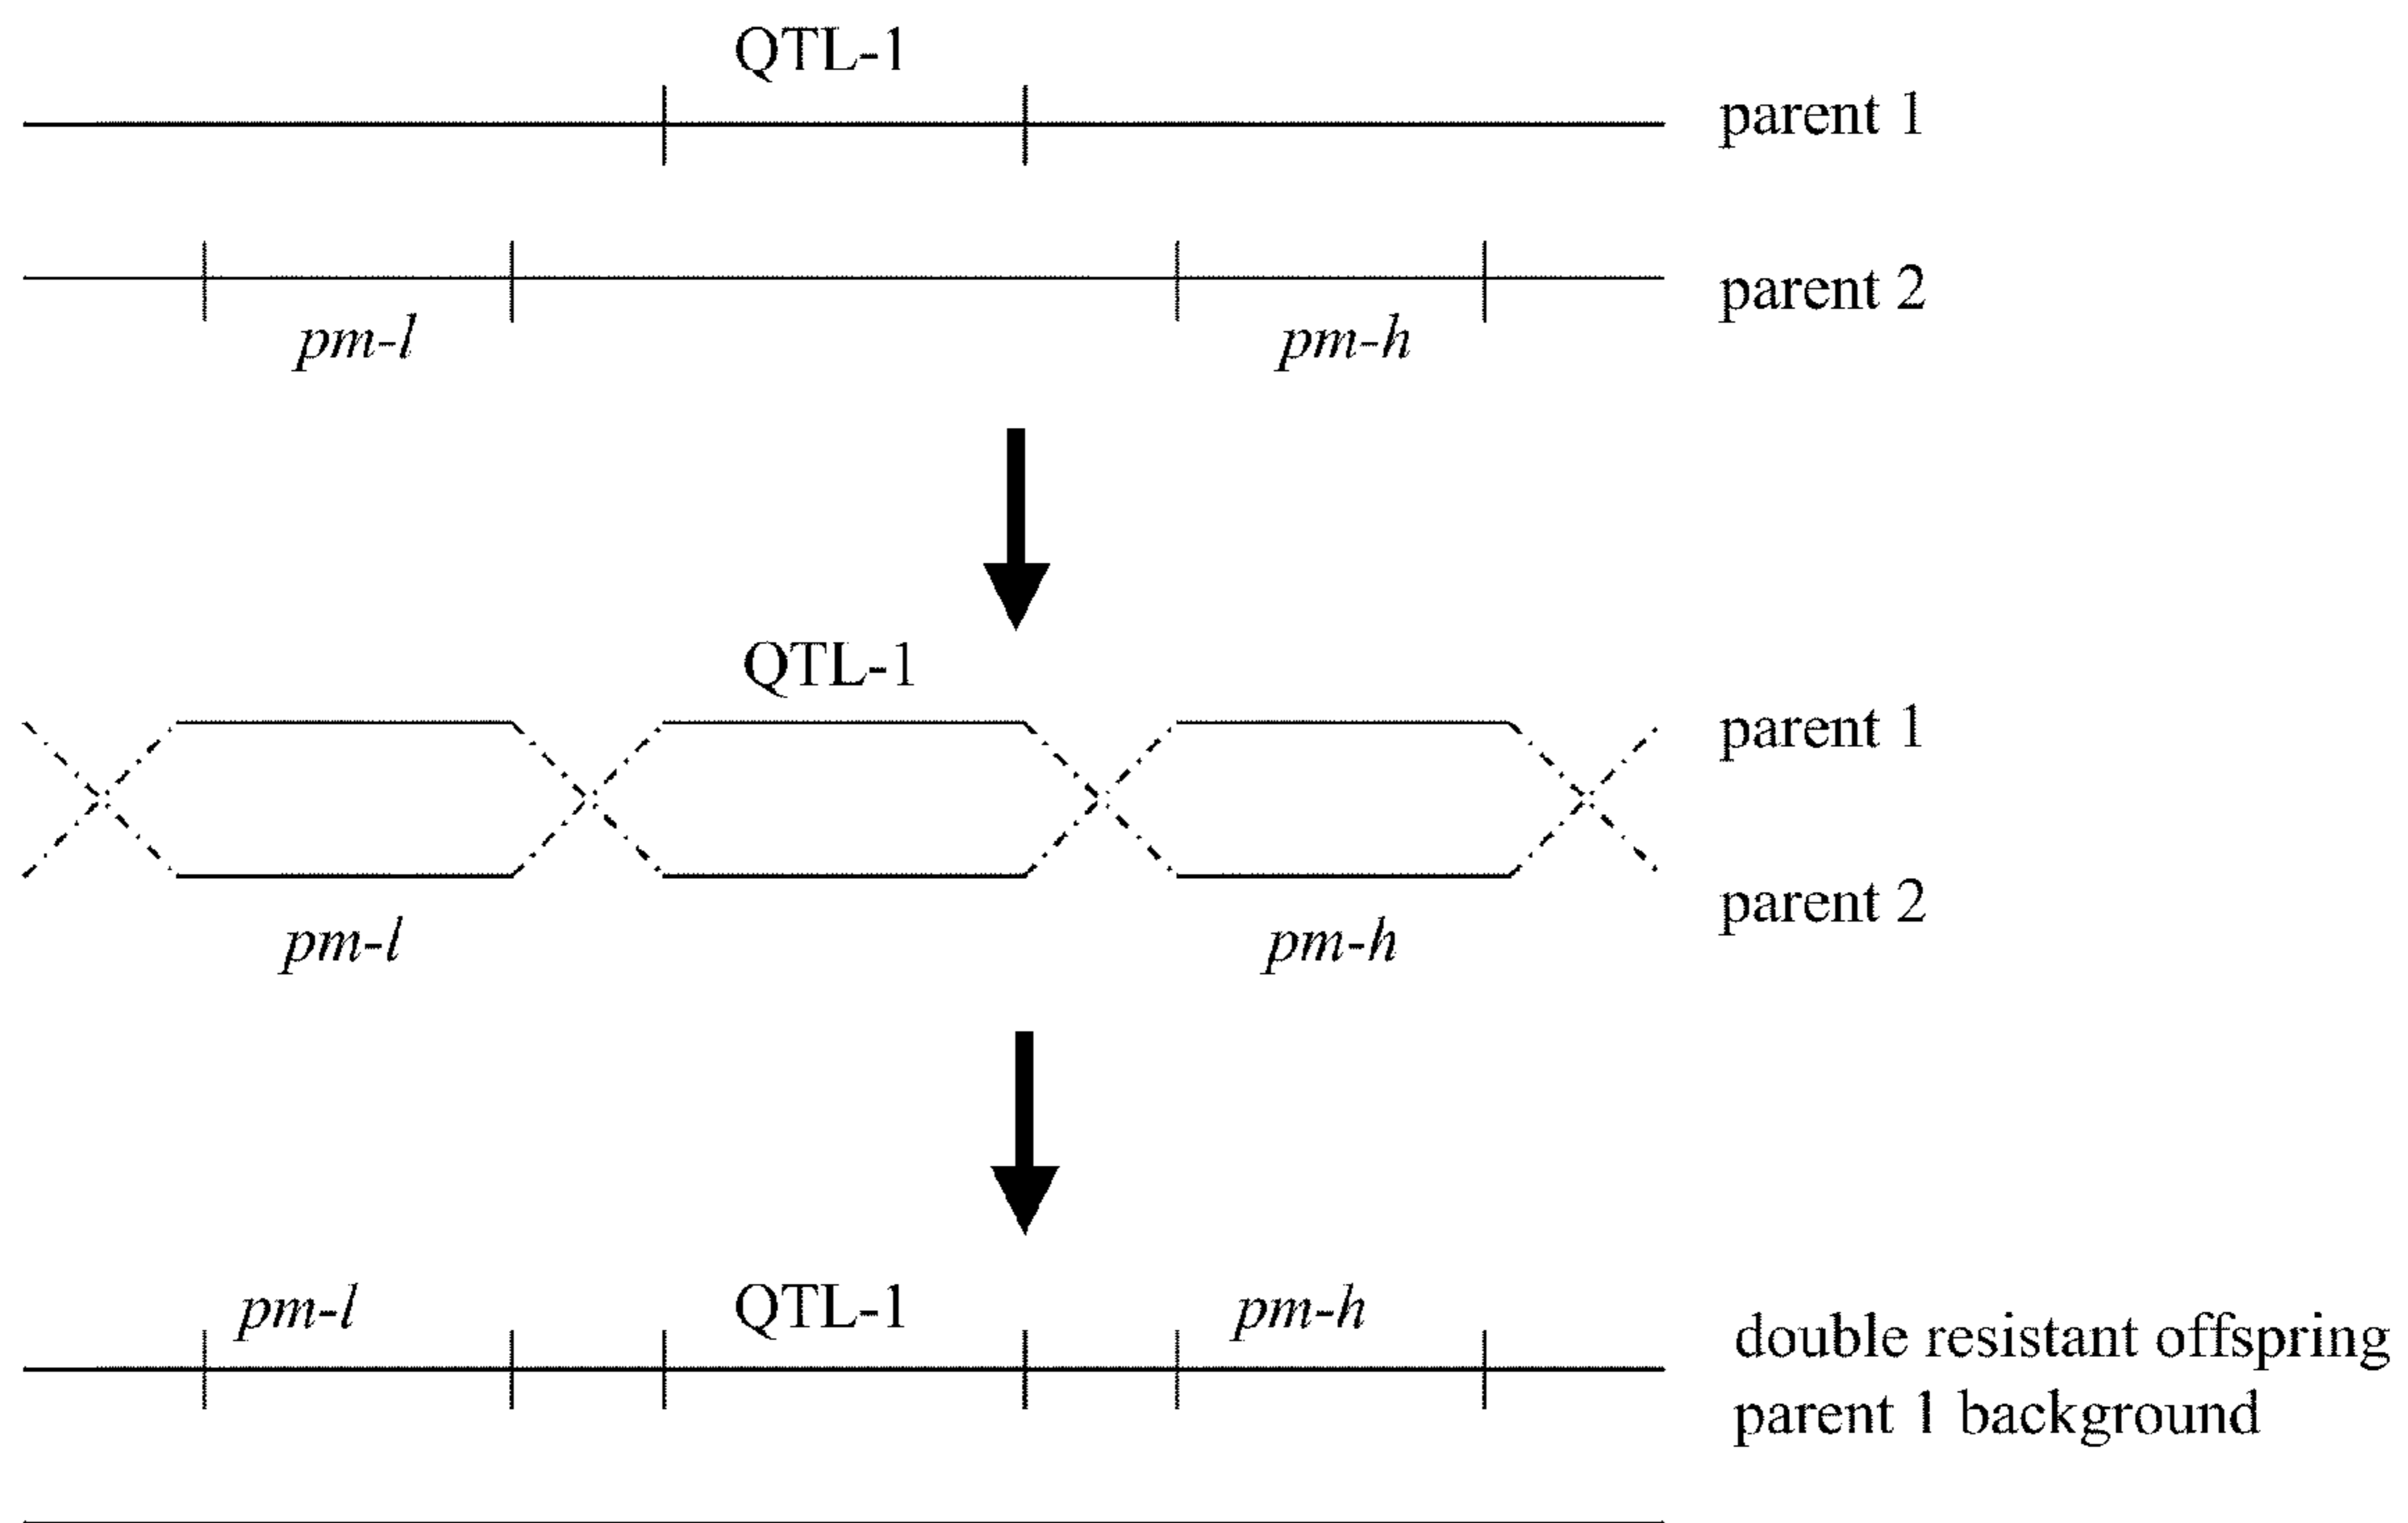 QTL-1
parent 1
parent 2
pm-l
pm-h
QTL-1
parent 1
parent 2
pm-l
pm-h
pm-l
QTL-1
pm-h
double resistant offspring
parent 1 background